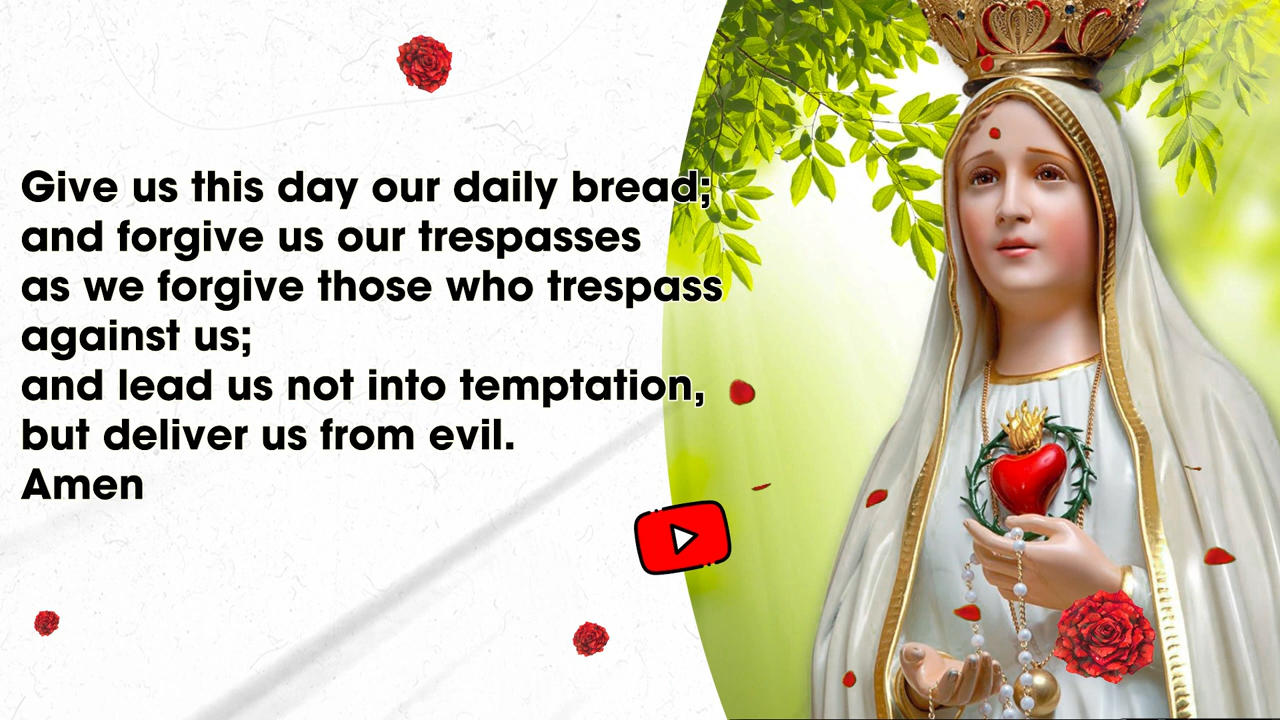 Give us this day our daily bread;
and forgive us our trespasses
as we forgive those who trespass
against us;
and lead us not into temptation,
but deliver us from evil.
Amen